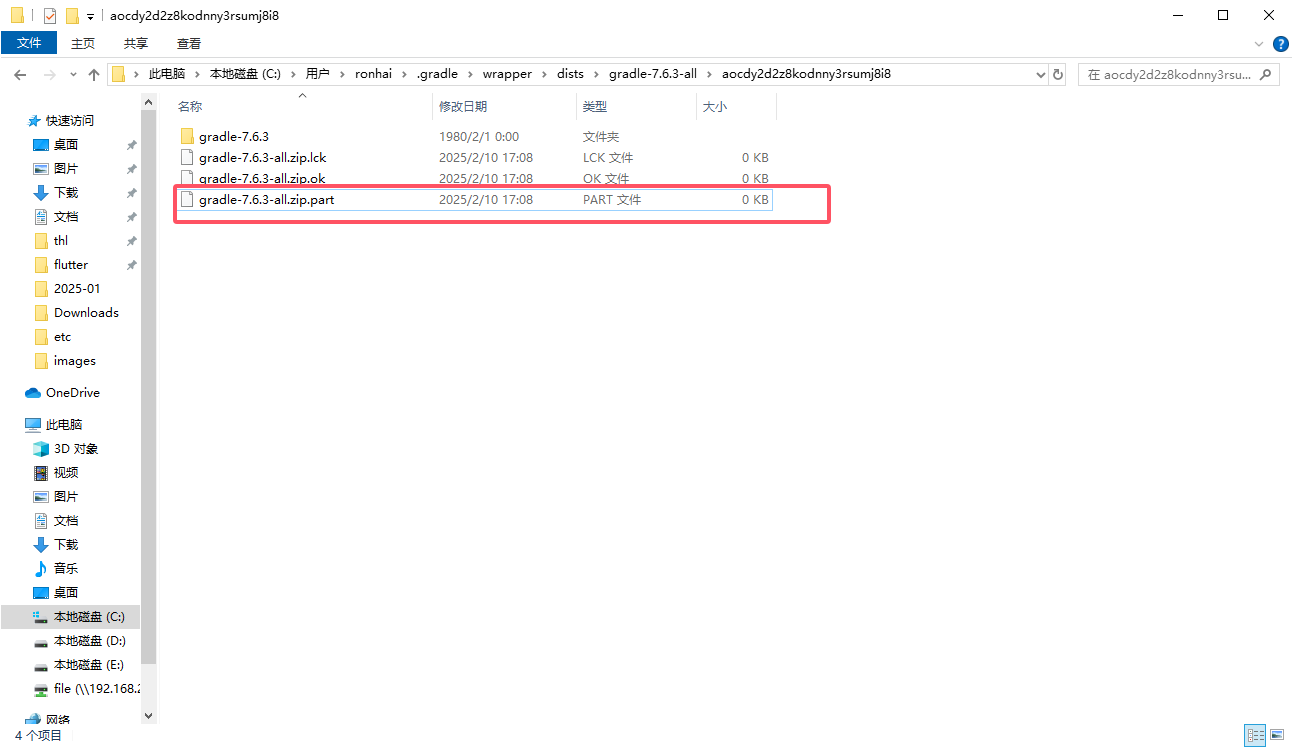 aocdy2d2z8kodnny3rsumj8i8
文件 主页 共享 查看
此电脑 本地磁盘 (C:) 用户 ronhai .gradle wrapper dists gradle-7.6.3-all aocdy2d2z8kodnny3rsumj8i8 在 aocdy2d2z8kodnny3rsu...
名称 修改日期 类型 大小
gradle-7.6.3 1980/2/1 0:00 文件夹
gradle-7.6.3-all.zip.lck 2025/2/10 17:08 LCK 文件 0 KB
gradle-7.6.3-all.zip.ok 2025/2/10 17:08 OK 文件 0 KB
gradle-7.6.3-all.zip.part 2025/2/10 17:08 PART 文件 0 KB
快速访问
桌面
图片
下载
文档
thl
flutter
2025-01
Downloads
etc
images
OneDrive
此电脑
3D 对象
视频
图片
文档
下载
音乐
桌面
本地磁盘 (C:)
本地磁盘 (D:)
本地磁盘 (E:)
file (\\192.168.2
网络
4 个项目